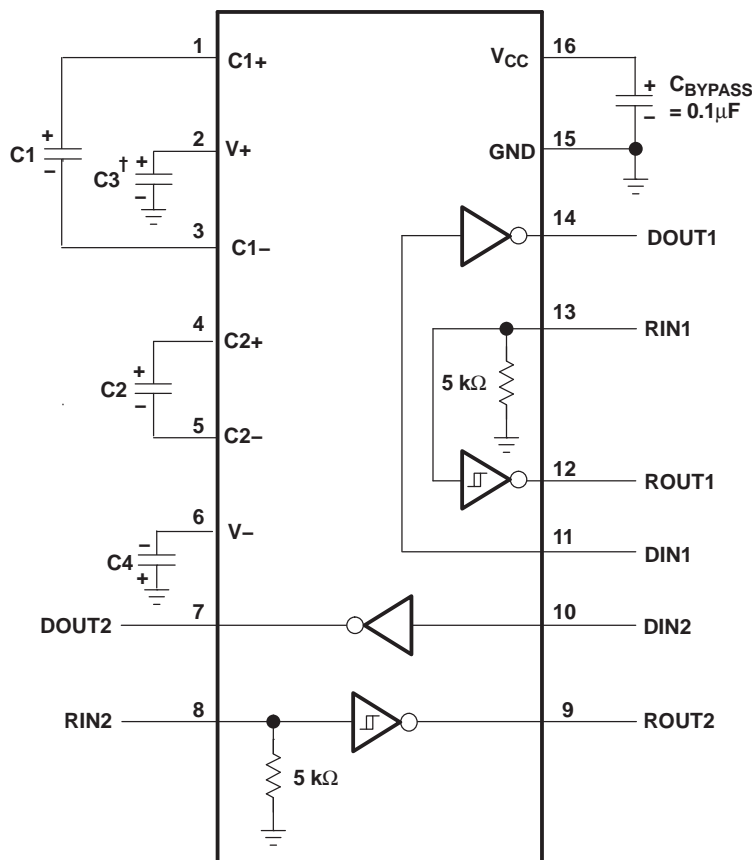 1
C1+
C1
+
−
2
V+
C3†
+
−
3
C1−
4
C2+
C2
+
−
5
C2−
6
V−
C4
−
+
DOUT2
7
RIN2
8
5 kΩ
VCC
16
+
−
CBYPASS
= 0.1μF
GND
15
14
DOUT1
13
RIN1
5 kΩ
12
ROUT1
11
DIN1
10
DIN2
9
ROUT2